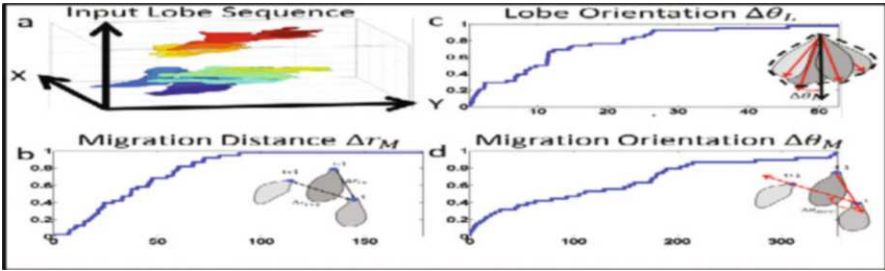 a Input Lobe Sequence
X
Y
c Lobe Orientation Δθ_L
1
0.8
0.6
0.4
0.2
0
10 20 30 40 60
b Migration Distance Δr_M
1
0.8
0.6
0.4
0.2
0
0 50 100 150
d Migration Orientation Δθ_M
1
0.8
0.6
0.4
0.2
0
0 100 200 300